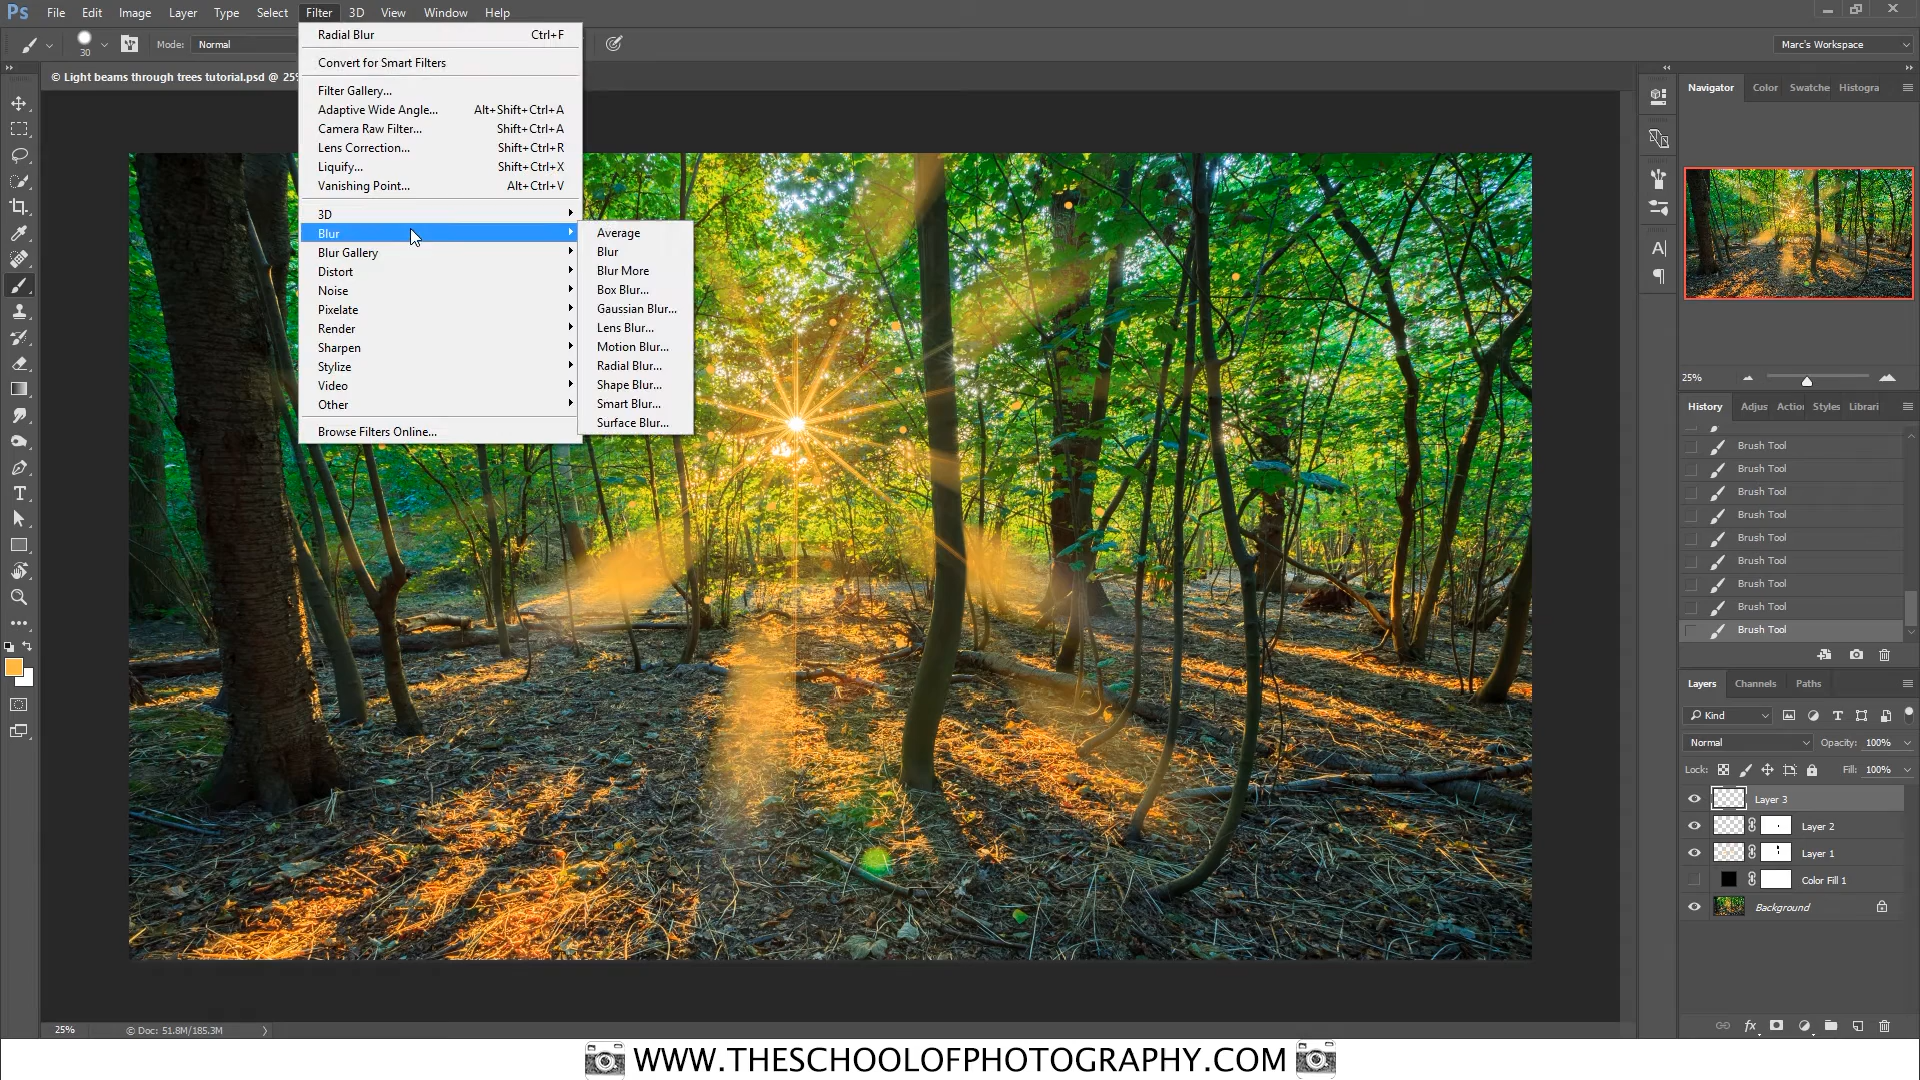 Ps File Edit Image Layer Type Select Filter 3D View Window Help
30 Mode: Normal Marc's Workspace
© Light beams through trees tutorial.psd @ 25%
Radial Blur Ctrl+F
Convert for Smart Filters
Filter Gallery...
Adaptive Wide Angle... Alt+Shift+Ctrl+A
Camera Raw Filter... Shift+Ctrl+A
Lens Correction... Shift+Ctrl+R
Liquify... Shift+Ctrl+X
Vanishing Point... Alt+Ctrl+V
3D
Blur
Blur Gallery
Distort
Noise
Pixelate
Render
Sharpen
Stylize
Video
Other
Browse Filters Online...
Average
Blur
Blur More
Box Blur...
Gaussian Blur...
Lens Blur...
Motion Blur...
Radial Blur...
Shape Blur...
Smart Blur...
Surface Blur...
Navigator Color Swatche Histogra
25%
History Adjus Action Styles Librari
Brush Tool
Brush Tool
Brush Tool
Brush Tool
Brush Tool
Brush Tool
Brush Tool
Brush Tool
Brush Tool
Layers Channels Paths
Kind
Normal Opacity: 100%
Lock: Fill: 100%
Layer 3
Layer 2
Layer 1
Color Fill 1
Background
25% © Doc: 51.8M/185.3M
WWW.THESCHOOLOFPHOTOGRAPHY.COM